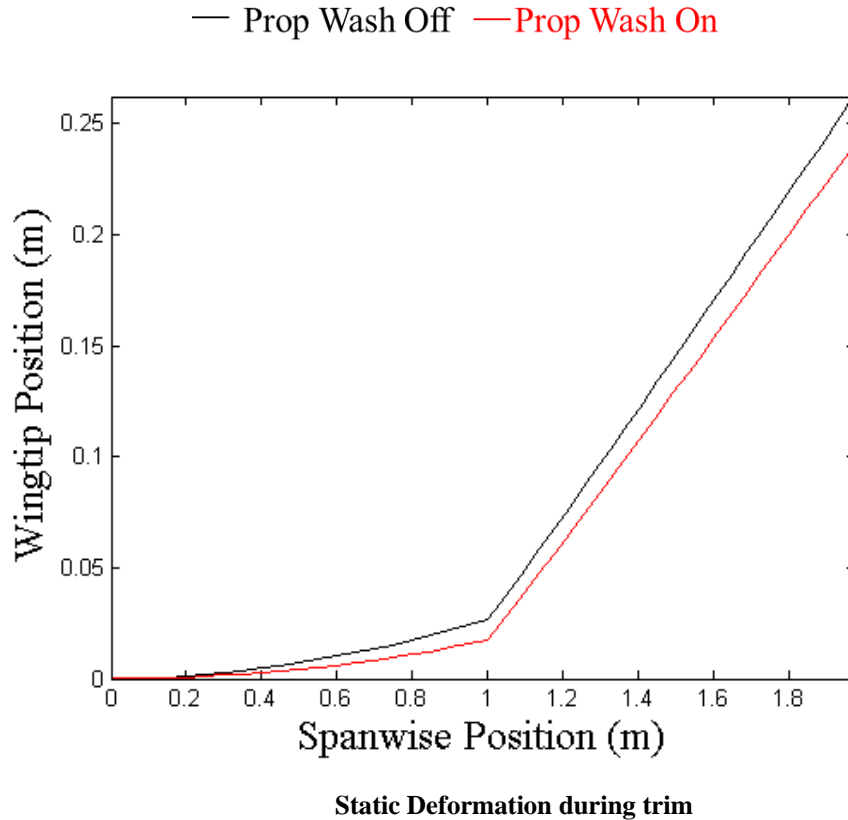 Prop Wash Off Prop Wash On
0.25
0.2
0.15
0.1
0.05
0
Wingtip Position (m)
0 0.2 0.4 0.6 0.8 1 1.2 1.4 1.6 1.8
Spanwise Position (m)
Static Deformation during trim